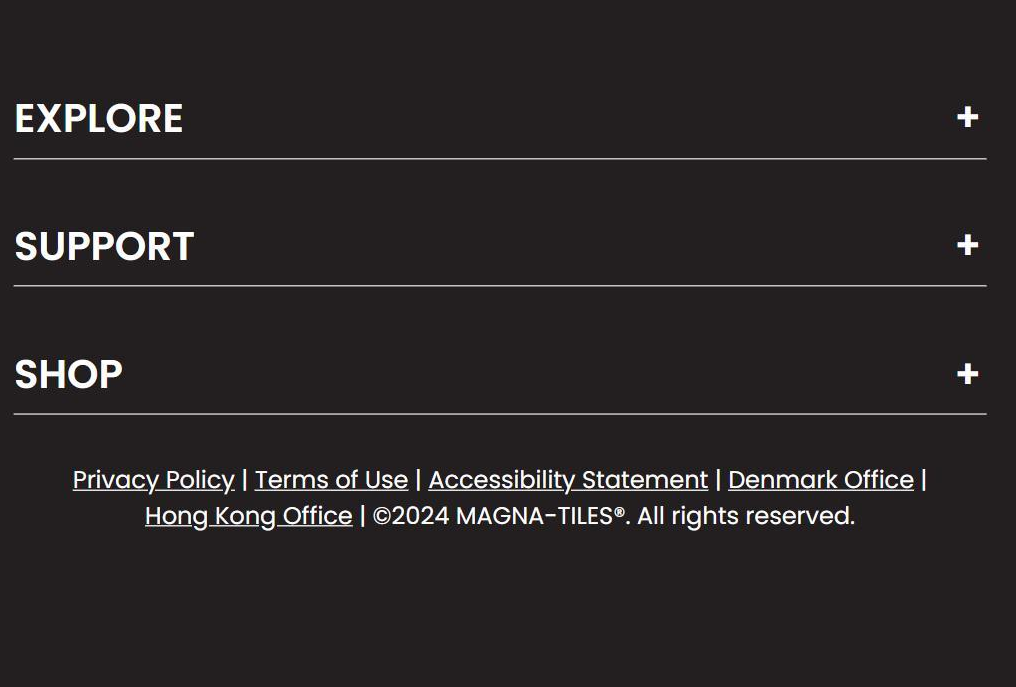 EXPLORE +
SUPPORT +
SHOP +
Privacy Policy | Terms of Use | Accessibility Statement | Denmark Office |
Hong Kong Office | ©2024 MAGNA-TILES®. All rights reserved.